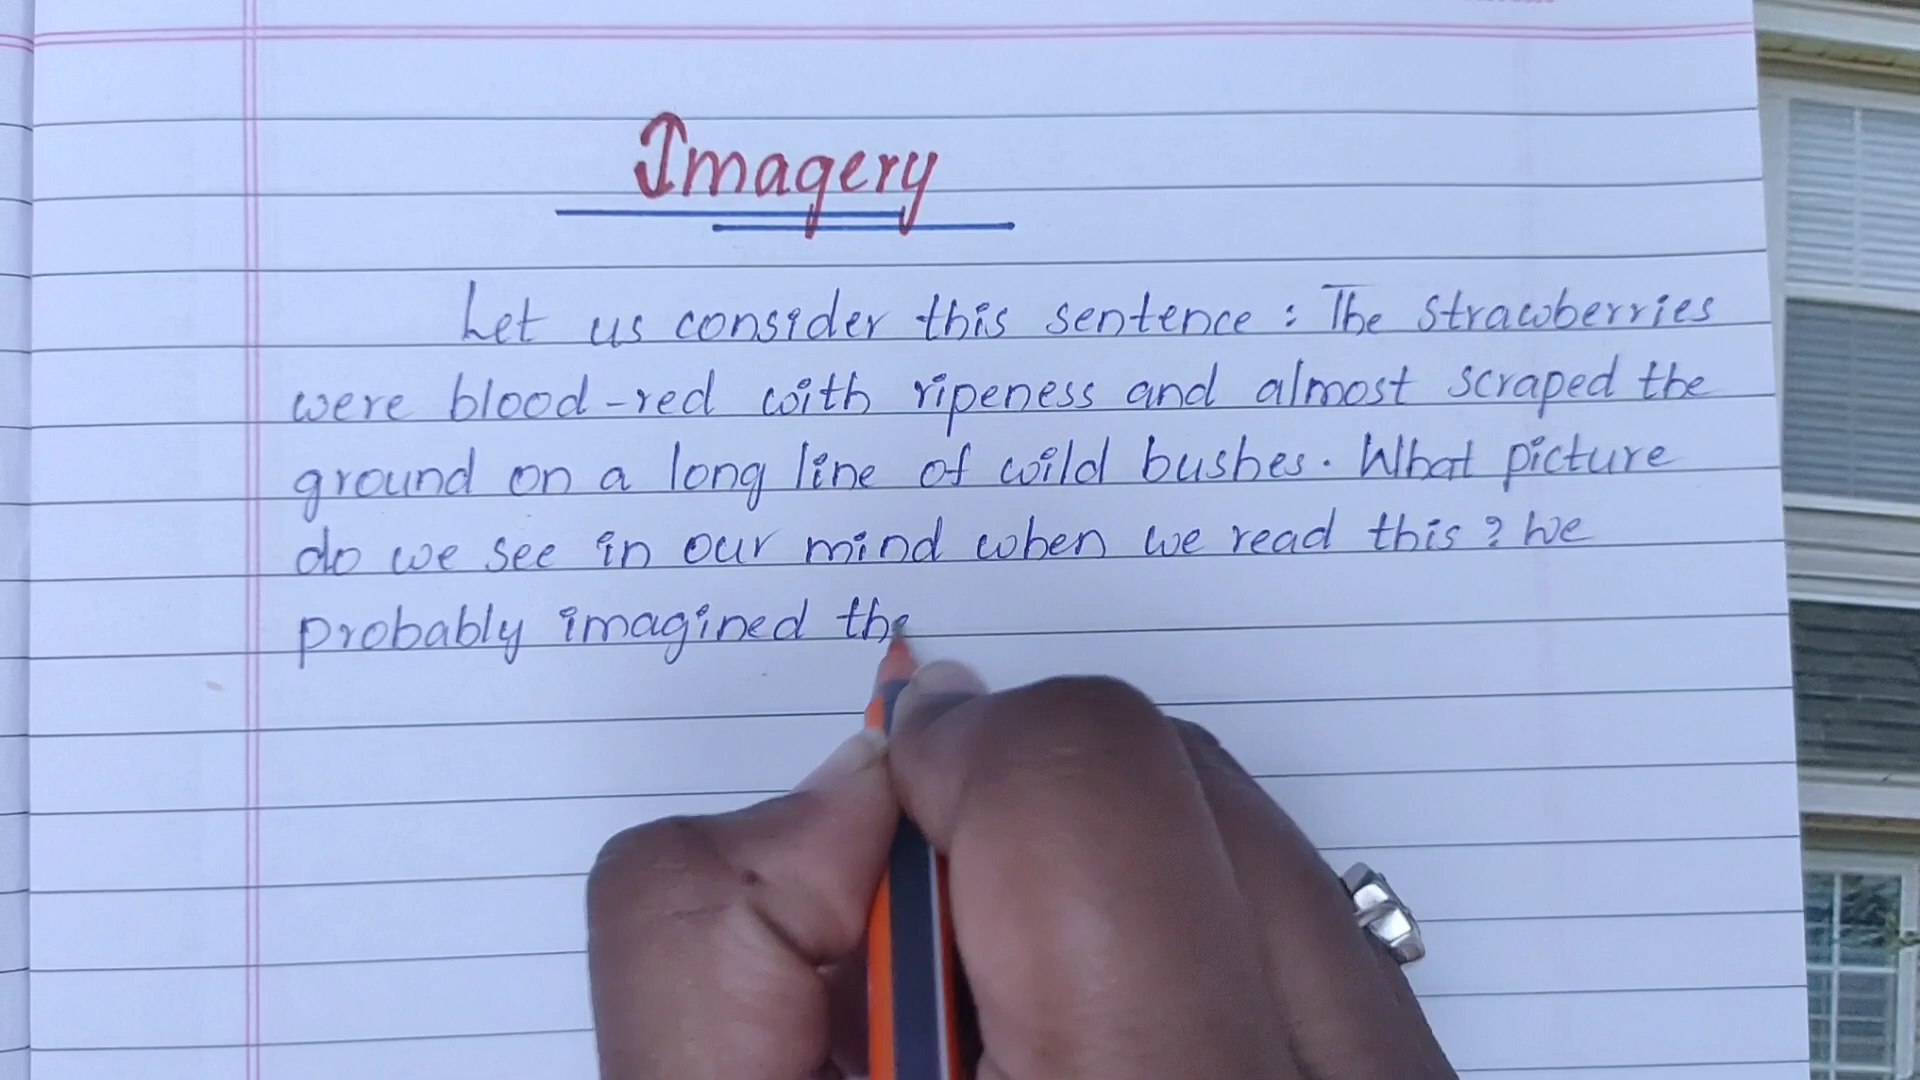 Imagery
Let us consider this sentence : The strawberries
were blood-red with ripeness and almost scraped the
ground on a long line of wild bushes. What picture
do we see in our mind when we read this? We
probably imagined the